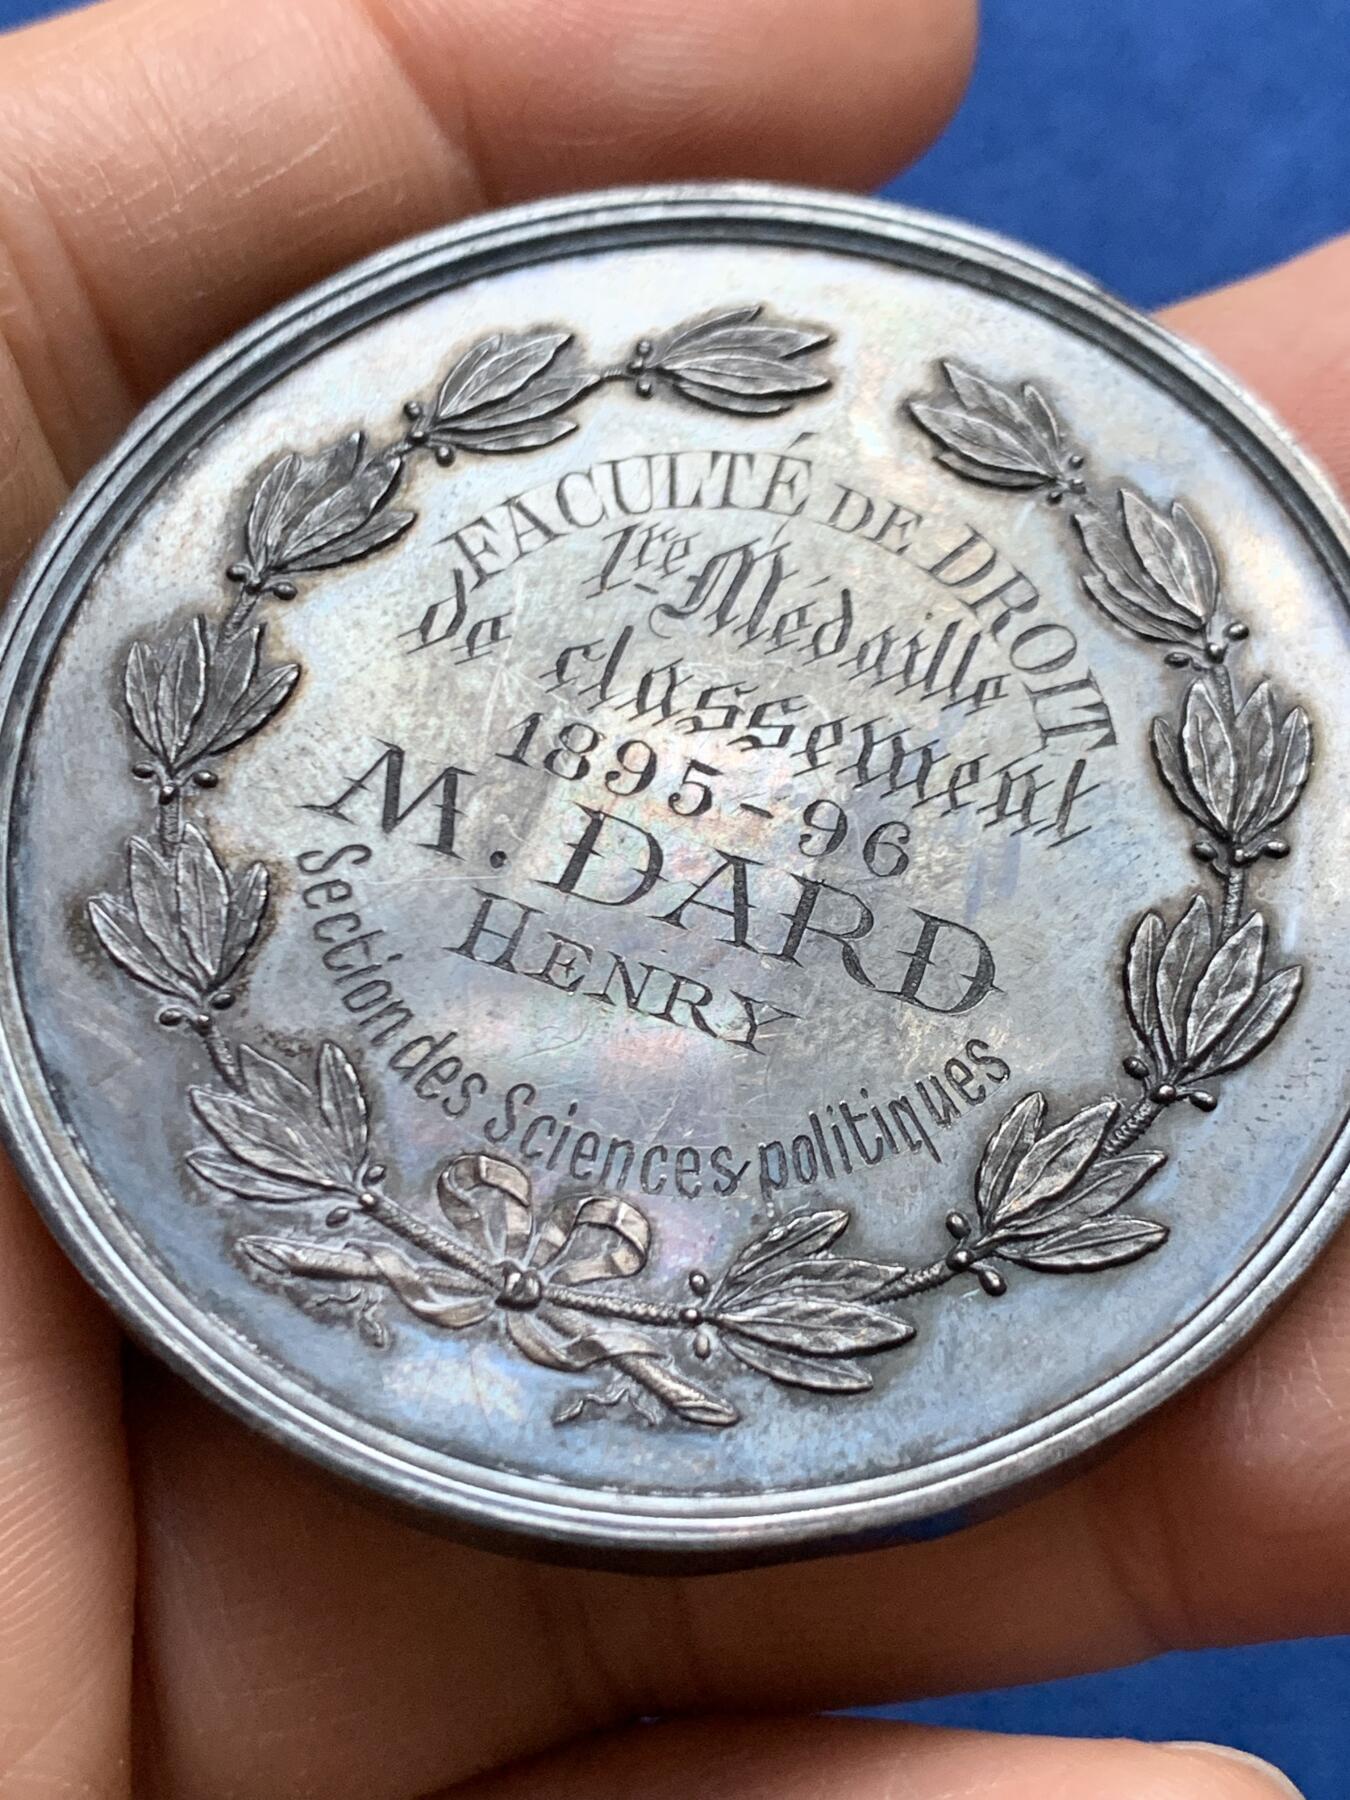 FACULTÉ DE DROIT
1re Médaille
de classement
1895-96
M. DARD
HENRY
Section des Sciences politiques